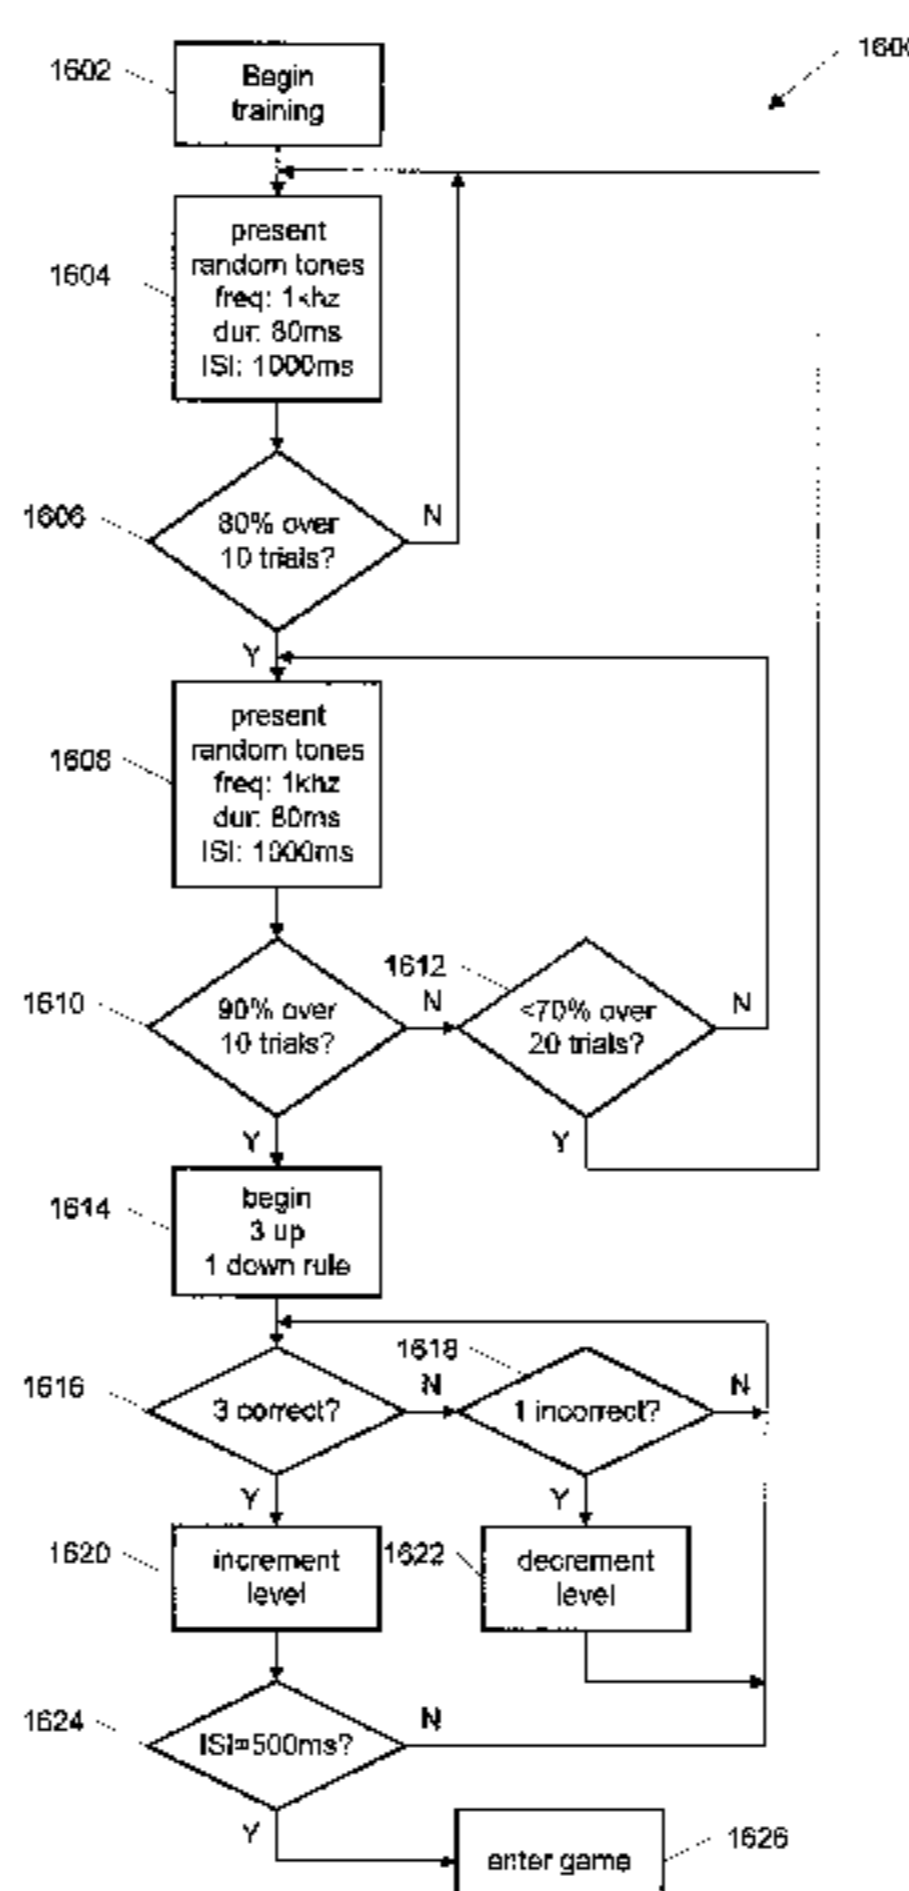 1602
Begin
training
1604
present
random tones
freq: 1khz
dur: 80ms
ISI: 1000ms
1606
80% over
10 trials?
N
Y
1608
present
random tones
freq: 1khz
dur: 80ms
ISI: 1000ms
1610
90% over
10 trials?
N
1612
<70% over
20 trials?
N
Y
Y
1614
begin
3 up
1 down rule
1616
3 correct?
N
1618
1 incorrect?
N
Y
Y
1620
increment
level
1622
decrement
level
1624
ISI=500ms?
N
Y
enter game
1626